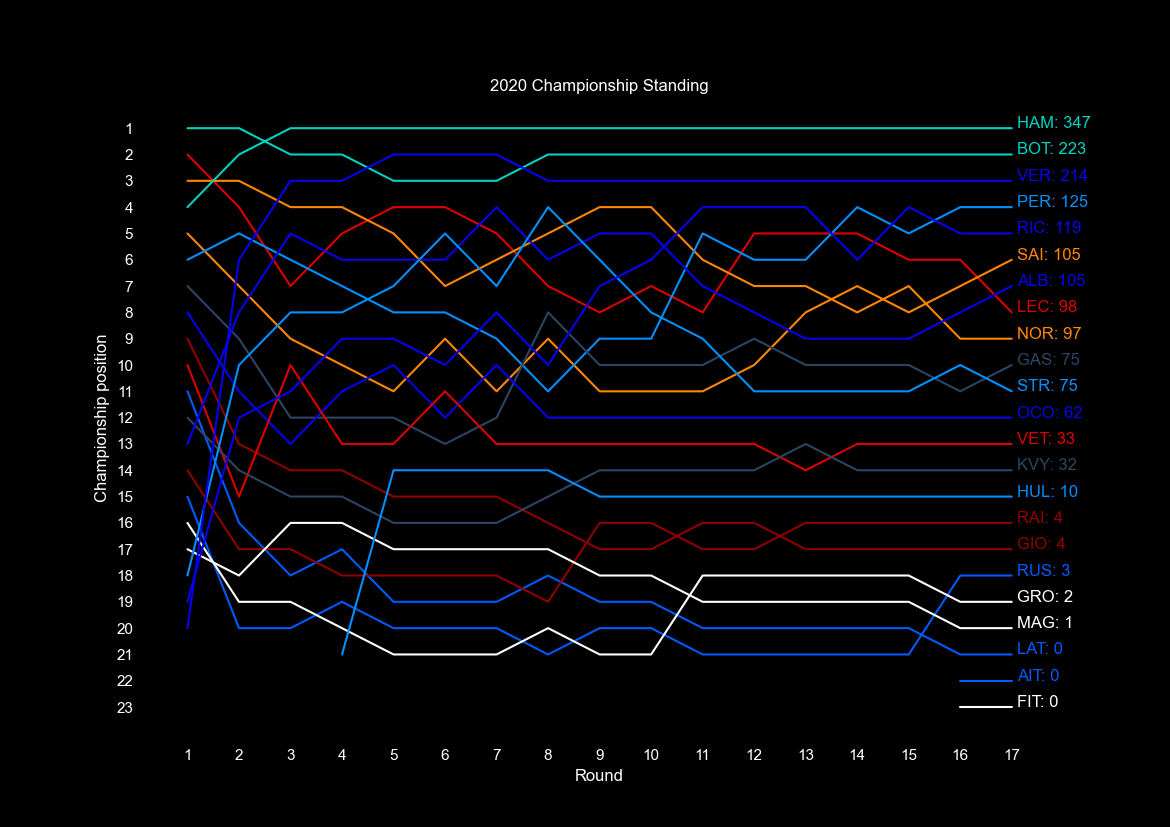 2020 Championship Standing
1
2
3
4
5
6
7
8
9
10
11
12
13
14
15
16
17
18
19
20
21
22
23
Championship position
HAM: 347
BOT: 223
VER: 214
PER: 125
RIC: 119
SAI: 105
ALB: 105
LEC: 98
NOR: 97
GAS: 75
STR: 75
OCO: 62
VET: 33
KVY: 32
HUL: 10
RAI: 4
GIO: 4
RUS: 3
GRO: 2
MAG: 1
LAT: 0
AIT: 0
FIT: 0
1 2 3 4 5 6 7 8 9 10 11 12 13 14 15 16 17
Round